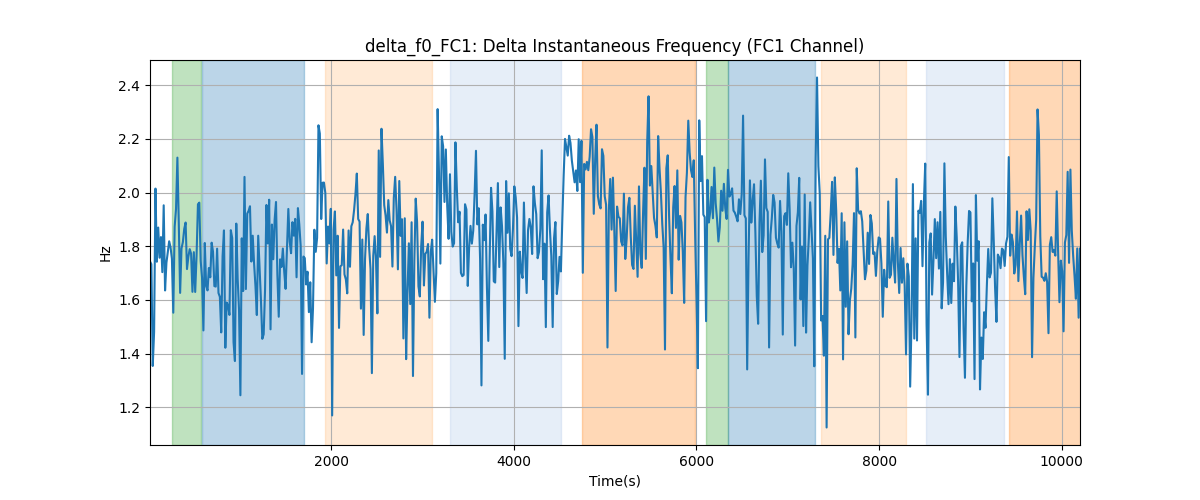 delta_f0_FC1: Delta Instantaneous Frequency (FC1 Channel)
2.4
2.2
2.0
1.8
1.6
1.4
1.2
Hz
2000 4000 6000 8000 10000
Time(s)